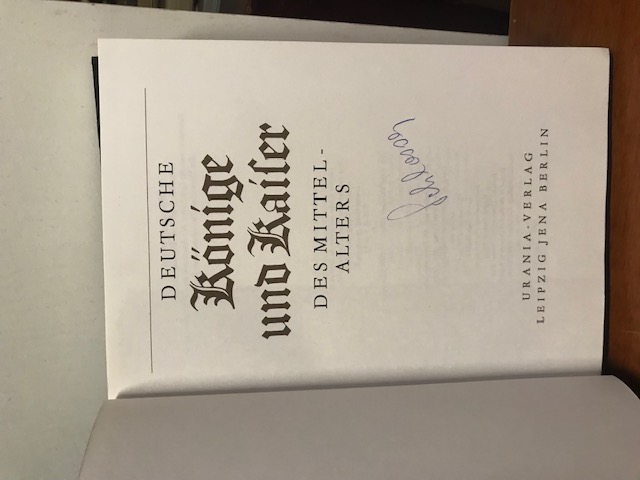 DEUTSCHE
Könige
und Kaiser
DES MITTEL-
ALTERS
URANIA-VERLAG
LEIPZIG JENA BERLIN